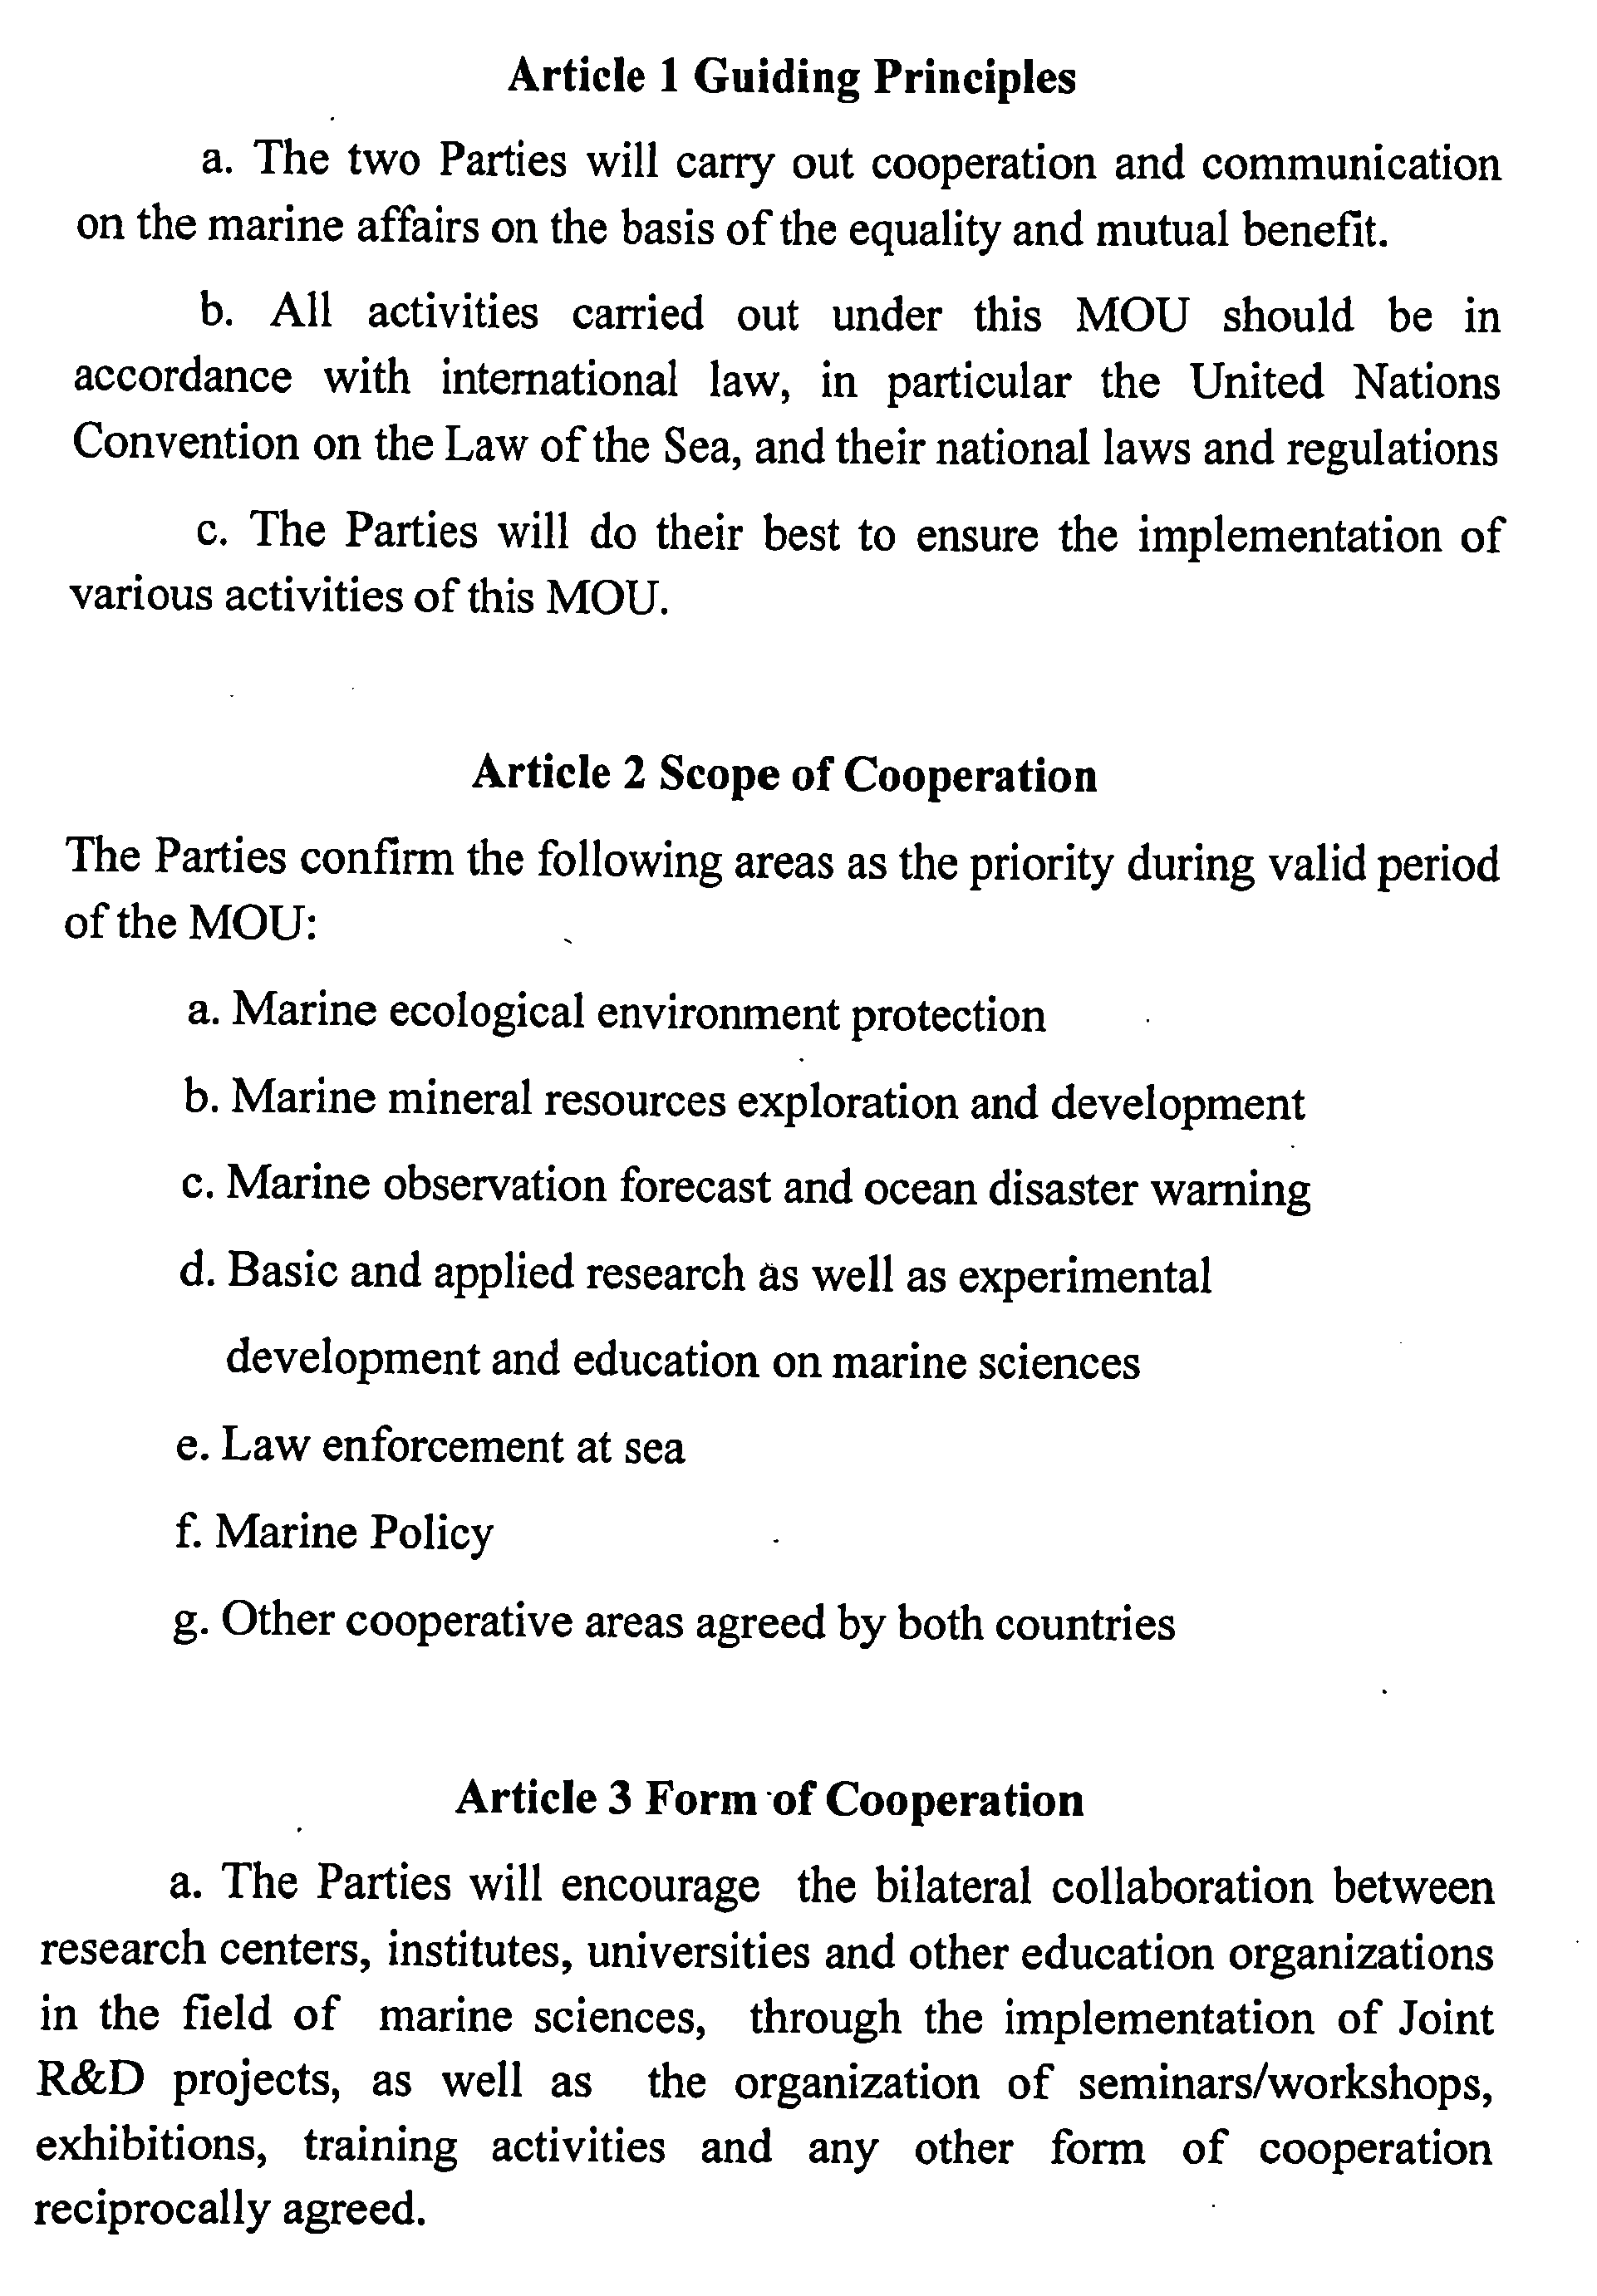 Article 1 Guiding Principles
a. The two Parties will carry out cooperation and communication
on the marine affairs on the basis of the equality and mutual benefit.
b. All activities carried out under this MOU should be in
accordance with international law, in particular the United Nations
Convention on the Law of the Sea, and their national laws and regulations
c. The Parties will do their best to ensure the implementation of
various activities of this MOU.
Article 2 Scope of Cooperation
The Parties confirm the following areas as the priority during valid period
of the MOU:
a. Marine ecological environment protection
b. Marine mineral resources exploration and development
c. Marine observation forecast and ocean disaster warning
d. Basic and applied research as well as experimental
development and education on marine sciences
e. Law enforcement at sea
f. Marine Policy
g. Other cooperative areas agreed by both countries
Article 3 Form of Cooperation
a. The Parties will encourage the bilateral collaboration between
research centers, institutes, universities and other education organizations
in the field of marine sciences, through the implementation of Joint
R&D projects, as well as the organization of seminars/workshops,
exhibitions, training activities and any other form of cooperation
reciprocally agreed.